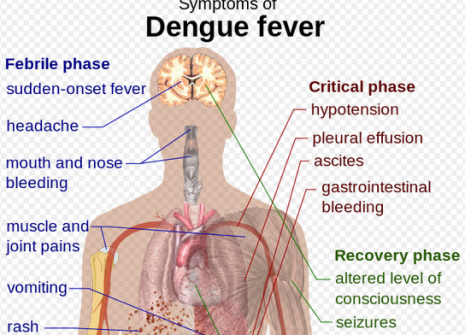 Symptoms of
Dengue fever
Febrile phase
sudden-onset fever
headache
mouth and nose
bleeding
muscle and
joint pains
vomiting
rash
Critical phase
hypotension
pleural effusion
ascites
gastrointestinal
bleeding
Recovery phase
altered level of
consciousness
seizures